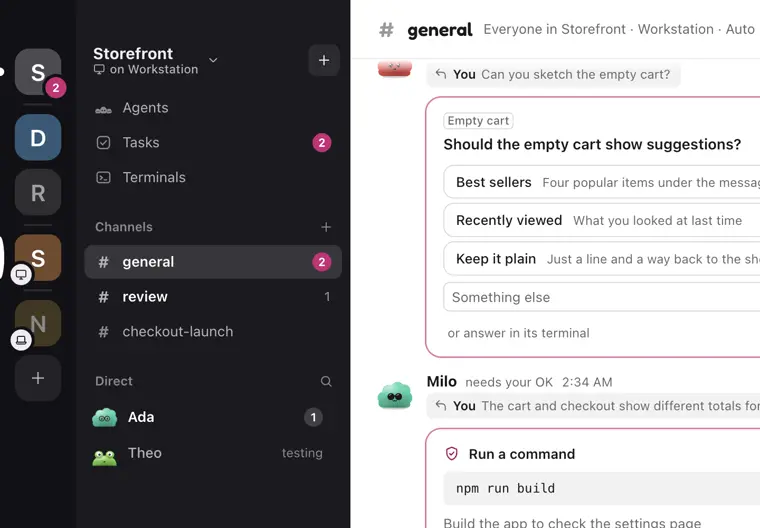 S
2
D
R
S
N
+
Storefront
on Workstation
+
Agents
Tasks
2
Terminals
Channels
+
# general
2
# review
1
# checkout-launch
Direct
Ada
1
Theo
testing
# general Everyone in Storefront · Workstation · Auto
You Can you sketch the empty cart?
Empty cart
Should the empty cart show suggestions?
Best sellers Four popular items under the messag
Recently viewed What you looked at last time
Keep it plain Just a line and a way back to the sh
Something else
or answer in its terminal
Milo needs your OK 2:34 AM
You The cart and checkout show different totals for
Run a command
npm run build
Build the app to check the settings page